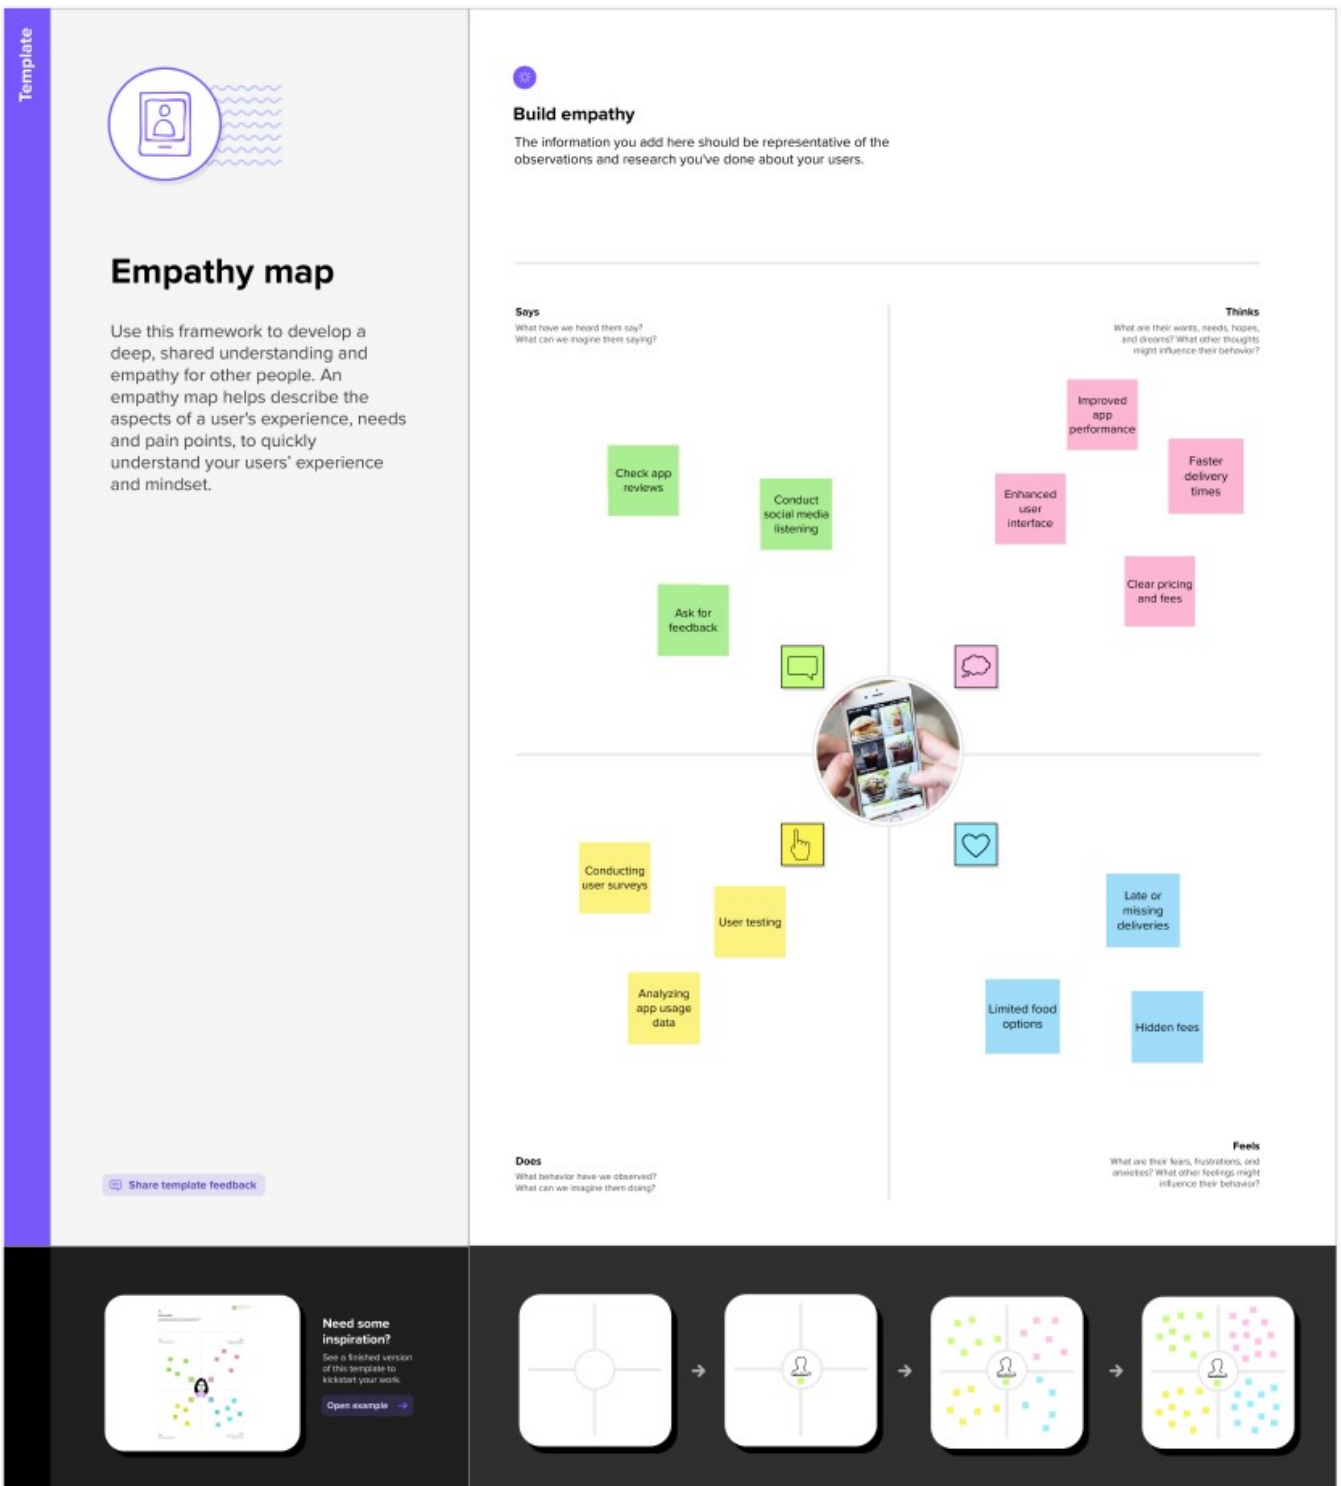 Template
Empathy map
Use this framework to develop a
deep, shared understanding and
empathy for other people. An
empathy map helps describe the
aspects of a user's experience, needs
and pain points, to quickly
understand your users' experience
and mindset.
Share template feedback
Build empathy
The information you add here should be representative of the
observations and research you've done about your users.
Says
What have we heard them say?
What can we magine them saying?
Check app
reviews
Conduct
social media
listening
Ask for
feedback
Thinks
What are their wants, needs, hopes,
and dreams? What other thoughts
might influence their behavior?
Improved
app
performance
Faster
delivery
times
Enhanced
user
interface
Clear pricing
and fees
Conducting
user surveys
User testing
Analyzing
app usage
data
Does
What behavior have we observed?
What can we imagine them doing?
Late or
missing
deliveries
Limited food
options
Hidden fees
Feels
What are their fears, frustrations, and
anxieties? What other feelings might
influence their behavior?
Need some
inspiration?
See a finished version
of this template to
kickstart your work.
Open example